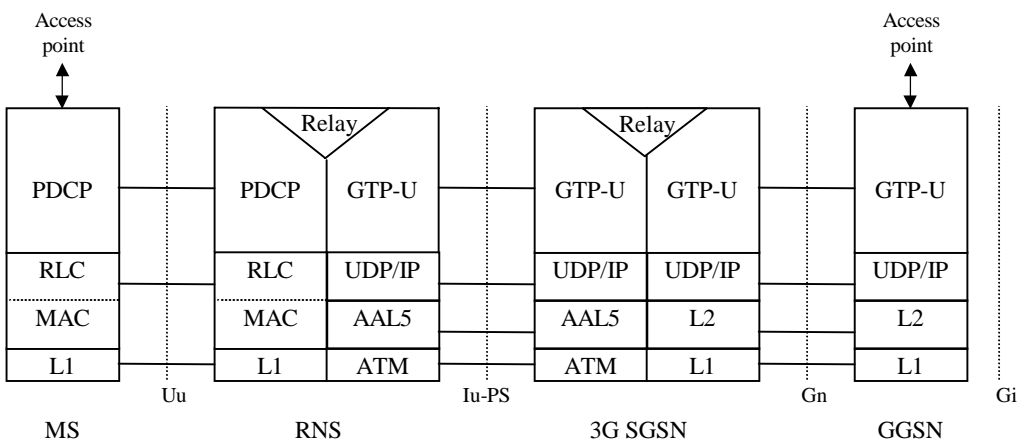 Access
point
Access
point
Relay
Relay
PDCP
PDCP
GTP-U
GTP-U
GTP-U
GTP-U
RLC
RLC
UDP/IP
UDP/IP
UDP/IP
UDP/IP
MAC
MAC
AAL5
AAL5
L2
L2
L1
L1
ATM
ATM
L1
L1
Uu
Iu-PS
Gn
Gi
MS
RNS
3G SGSN
GGSN